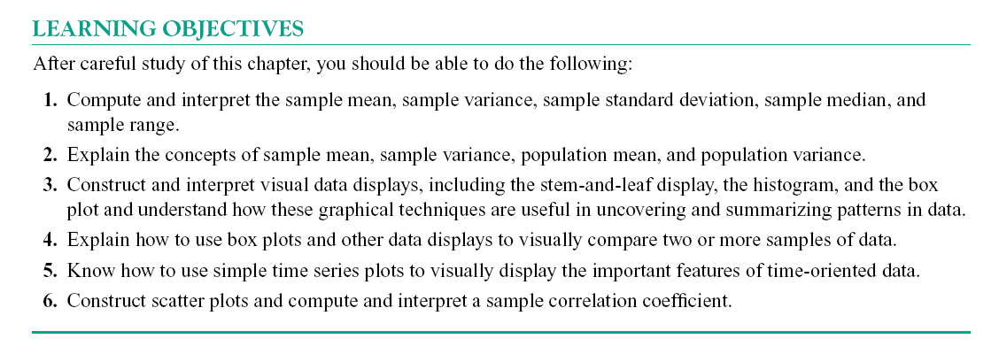 LEARNING OBJECTIVES
After careful study of this chapter, you should be able to do the following:
1. Compute and interpret the sample mean, sample variance, sample standard deviation, sample median, and
sample range.
2. Explain the concepts of sample mean, sample variance, population mean, and population variance.
3. Construct and interpret visual data displays, including the stem-and-leaf display, the histogram, and the box
plot and understand how these graphical techniques are useful in uncovering and summarizing patterns in data.
4. Explain how to use box plots and other data displays to visually compare two or more samples of data.
5. Know how to use simple time series plots to visually display the important features of time-oriented data.
6. Construct scatter plots and compute and interpret a sample correlation coefficient.